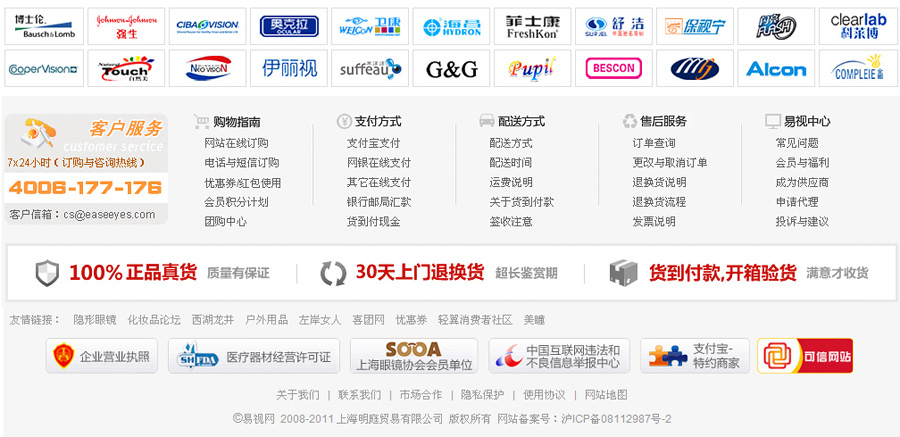 博士伦 Bausch&Lomb
Johnson&Johnson 强生
CIBA VISION
奥克拉 OCULAR
WEICON 卫康
海昌 HYDRON
菲士康 FreshKon
舒洁
保视宁
clearlab 科莱博
CooperVision
Natural Touch 自然美
NEO VISION
伊丽视
suffeau
G&G
Pupil
BESCON
Alcon
COMPLEIE
客户服务
customer sercice
7x24小时(订购与咨询热线)
4006-177-176
客户信箱:cs@easeeyes.com
购物指南
网站在线订购
电话与短信订购
优惠券/红包使用
会员积分计划
团购中心
支付方式
支付宝支付
网银在线支付
其它在线支付
银行邮局汇款
货到付现金
配送方式
配送方式
配送时间
运费说明
关于货到付款
签收注意
售后服务
订单查询
更改与取消订单
退换货说明
退换货流程
发票说明
易视中心
常见问题
会员与福利
成为供应商
申请代理
投诉与建议
100%正品真货 质量有保证
30天上门退换货 超长鉴赏期
货到付款,开箱验货 满意才收货
友情链接: 隐形眼镜 化妆品论坛 西湖龙井 户外用品 左岸女人 喜团网 优惠券 轻翼消费者社区 美瞳
企业营业执照
SHFDA 医疗器材经营许可证
SOOA
上海眼镜协会会员单位
中国互联网违法和
不良信息举报中心
支付宝-
特约商家
可信网站
关于我们 | 联系我们 | 市场合作 | 隐私保护 | 使用协议 | 网站地图
©易视网 2008-2011 上海明庭贸易有限公司 版权所有 网站备案号:沪ICP备08112987号-2